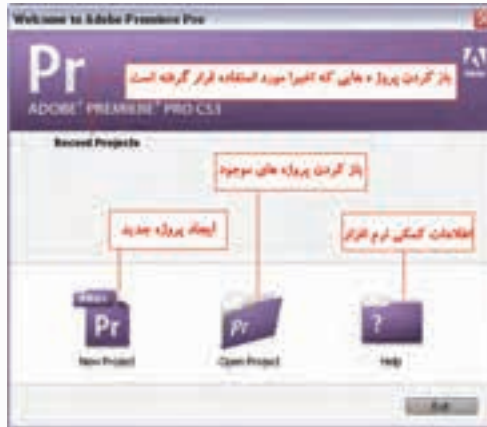 Welcome to Adobe Premiere Pro
Pr
باز کردن پروژه هایی که اخیرا مورد استفاده قرار گرفته است
ADOBE® PREMIERE® PRO CS3
Adobe
Recent Projects
باز کردن پروژه های موجود
ایجاد پروژه جدید
اطلاعات کمکی نرم افزار
Pr
Pr
?
New Project
Open Project
Help
Exit